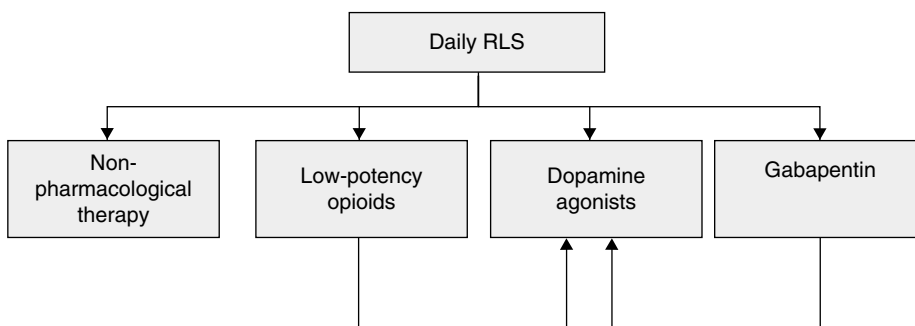 Daily RLS
Non-
pharmacological
therapy
Low-potency
opioids
Dopamine
agonists
Gabapentin